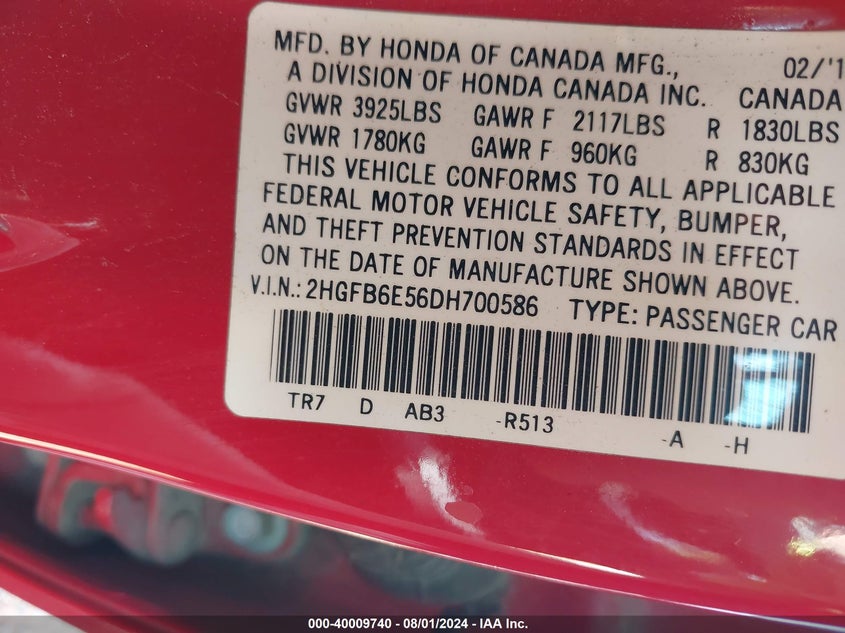 MFD. BY HONDA OF CANADA MFG., 02/'1
A DIVISION OF HONDA CANADA INC. CANADA
GVWR 3925LBS GAWR F 2117LBS R 1830LBS
GVWR 1780KG GAWR F 960KG R 830KG
THIS VEHICLE CONFORMS TO ALL APPLICABLE
FEDERAL MOTOR VEHICLE SAFETY, BUMPER,
AND THEFT PREVENTION STANDARDS IN EFFECT
ON THE DATE OF MANUFACTURE SHOWN ABOVE.
V.I.N.: 2HGFB6E56DH700586 TYPE: PASSENGER CAR
TR7 D AB3 -R513 -A -H
000-40009740 - 08/01/2024 - IAA Inc.